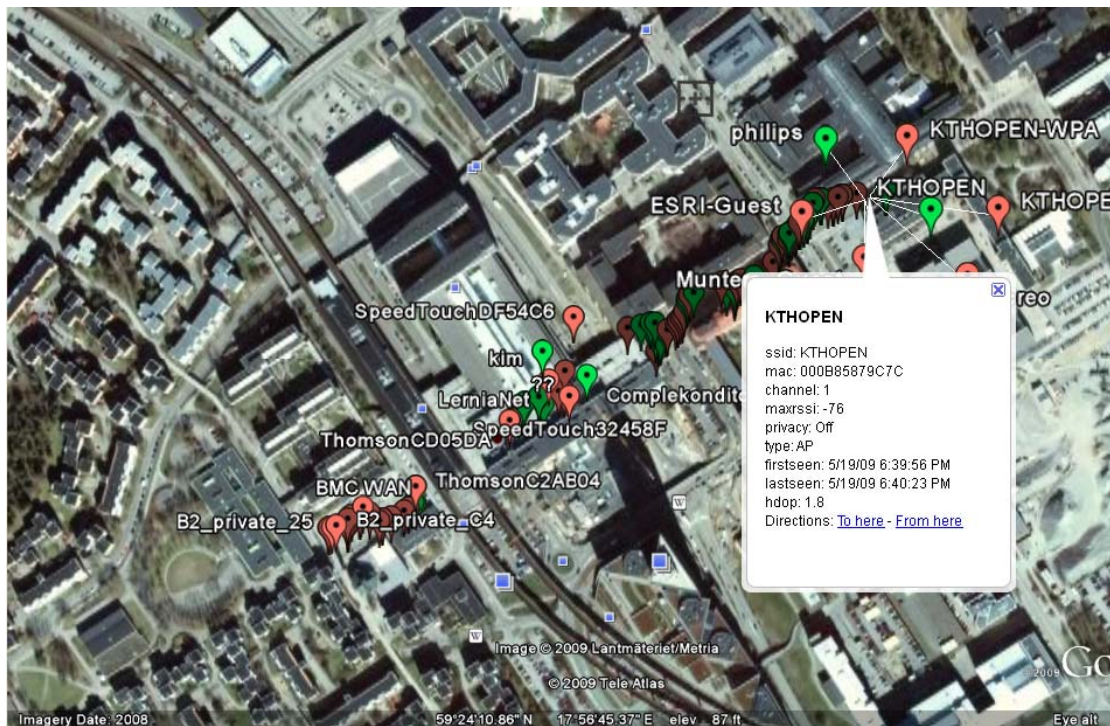 philips
KTHOPEN-WPA
KTHOPEN
KTHOPE
ESRI-Guest
Munte
reo
SpeedTouchDF54C6
kim
??
LerniaNet
Complekondito
SpeedTouch32458F
ThomsonCD05DA
ThomsonC2AB04
BMC WAN
B2_private_25
B2_private_C4
KTHOPEN
ssid: KTHOPEN
mac: 000B85879C7C
channel: 1
maxrssi: -76
privacy: Off
type: AP
firstseen: 5/19/09 6:39:56 PM
lastseen: 5/19/09 6:40:23 PM
hdop: 1.8
Directions: To here - From here
W
W
Image © 2009 Lantmäteriet/Metria
© 2009 Tele Atlas
©2009 Go
Imagery Date: 2008
59°24'10.86" N 17°56'45.37" E elev 87 ft
Eye alt